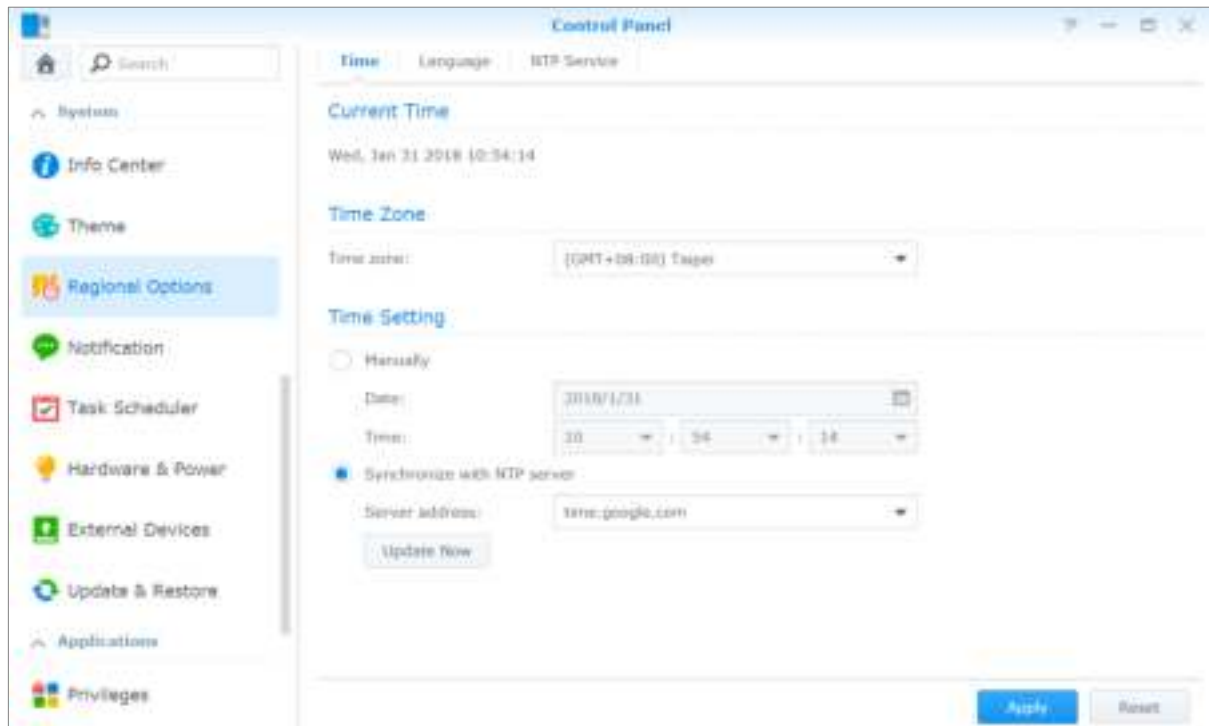 Control Panel
Search
Time Language NTP Service
System
Info Center
Theme
Regional Options
Notification
Task Scheduler
Hardware & Power
External Devices
Update & Restore
Applications
Privileges
Current Time
Wed, Jan 31 2018 10:54:14
Time Zone
Time zone: (GMT+08:00) Taipei
Time Setting
Manually
Date: 2018/1/31
Time: 10 : 54 : 14
Synchronize with NTP server
Server address: time.google.com
Update Now
Apply Reset